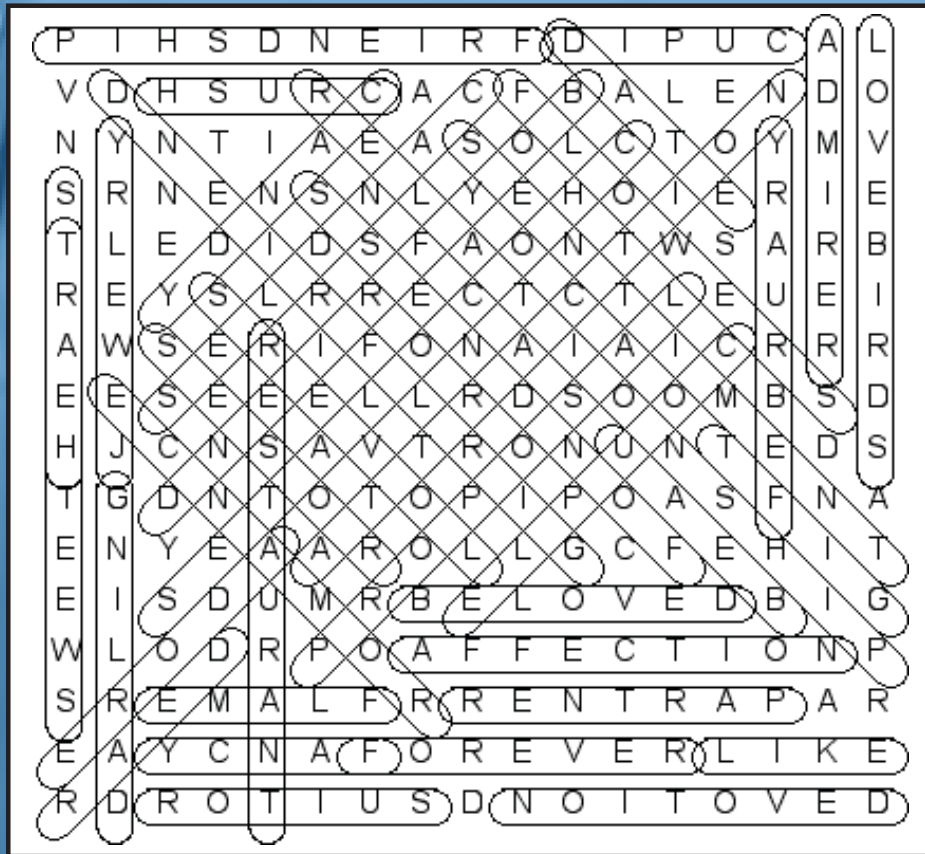 P I H S D N E I R F D I P U C A L
V D H S U R C A C F B A L E N D O
N Y N T I A E A S O L C T O Y M V
S R N E N S N L Y E H O I E R I E
T L E D I D S F A O N T W S A R B
R E Y S L R R E C T C T L E U E I
A W S E R I F O N A I A I C R R R
E E S E E E L L R D S O O M B S D
H J C N S A V T R O N U N T E D S
T G D N T O T O P I P O A S F N A
E N Y E A A R O L L G C F E H I T
E I S D U M R B E L O V E D B I G
W L O D R P O A F F E C T I O N P
S R E M A L F R R E N T R A P A R
E A Y C N A F O R E V E R L I K E
R D R O T I U S D N O I T O V E D